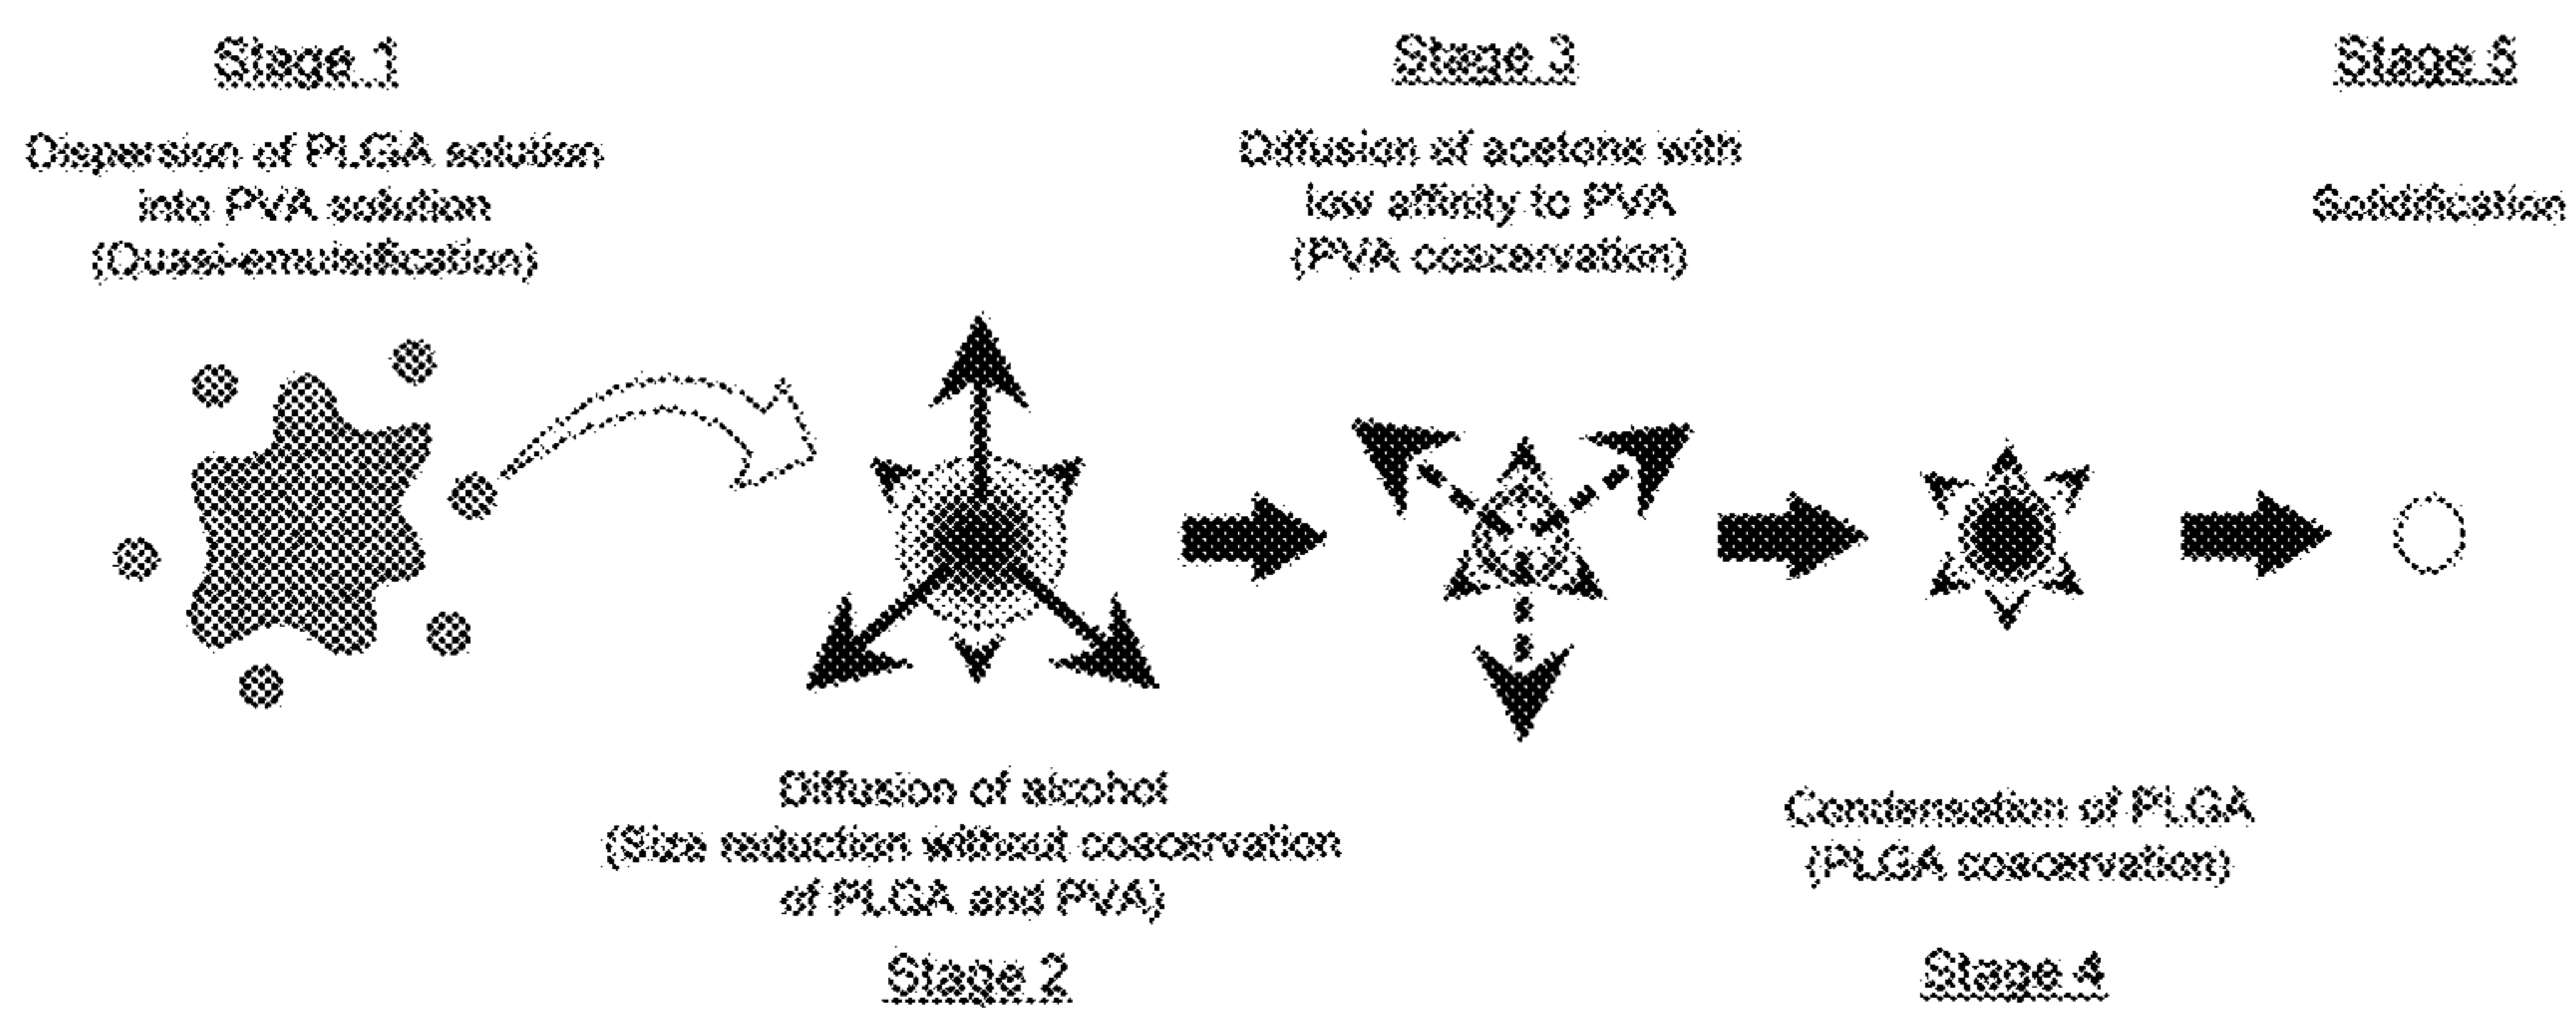 Stage 1
Dispersion of PLGA solution
into PVA solution
(Quasi-emulsification)
Diffusion of alcohol
(Size reduction without coacervation
of PLGA and PVA)
Stage 2
Stage 3
Diffusion of acetone with
low affinity to PVA
(PVA coacervation)
Condensation of PLGA
(PLGA coacervation)
Stage 4
Stage 5
Solidification